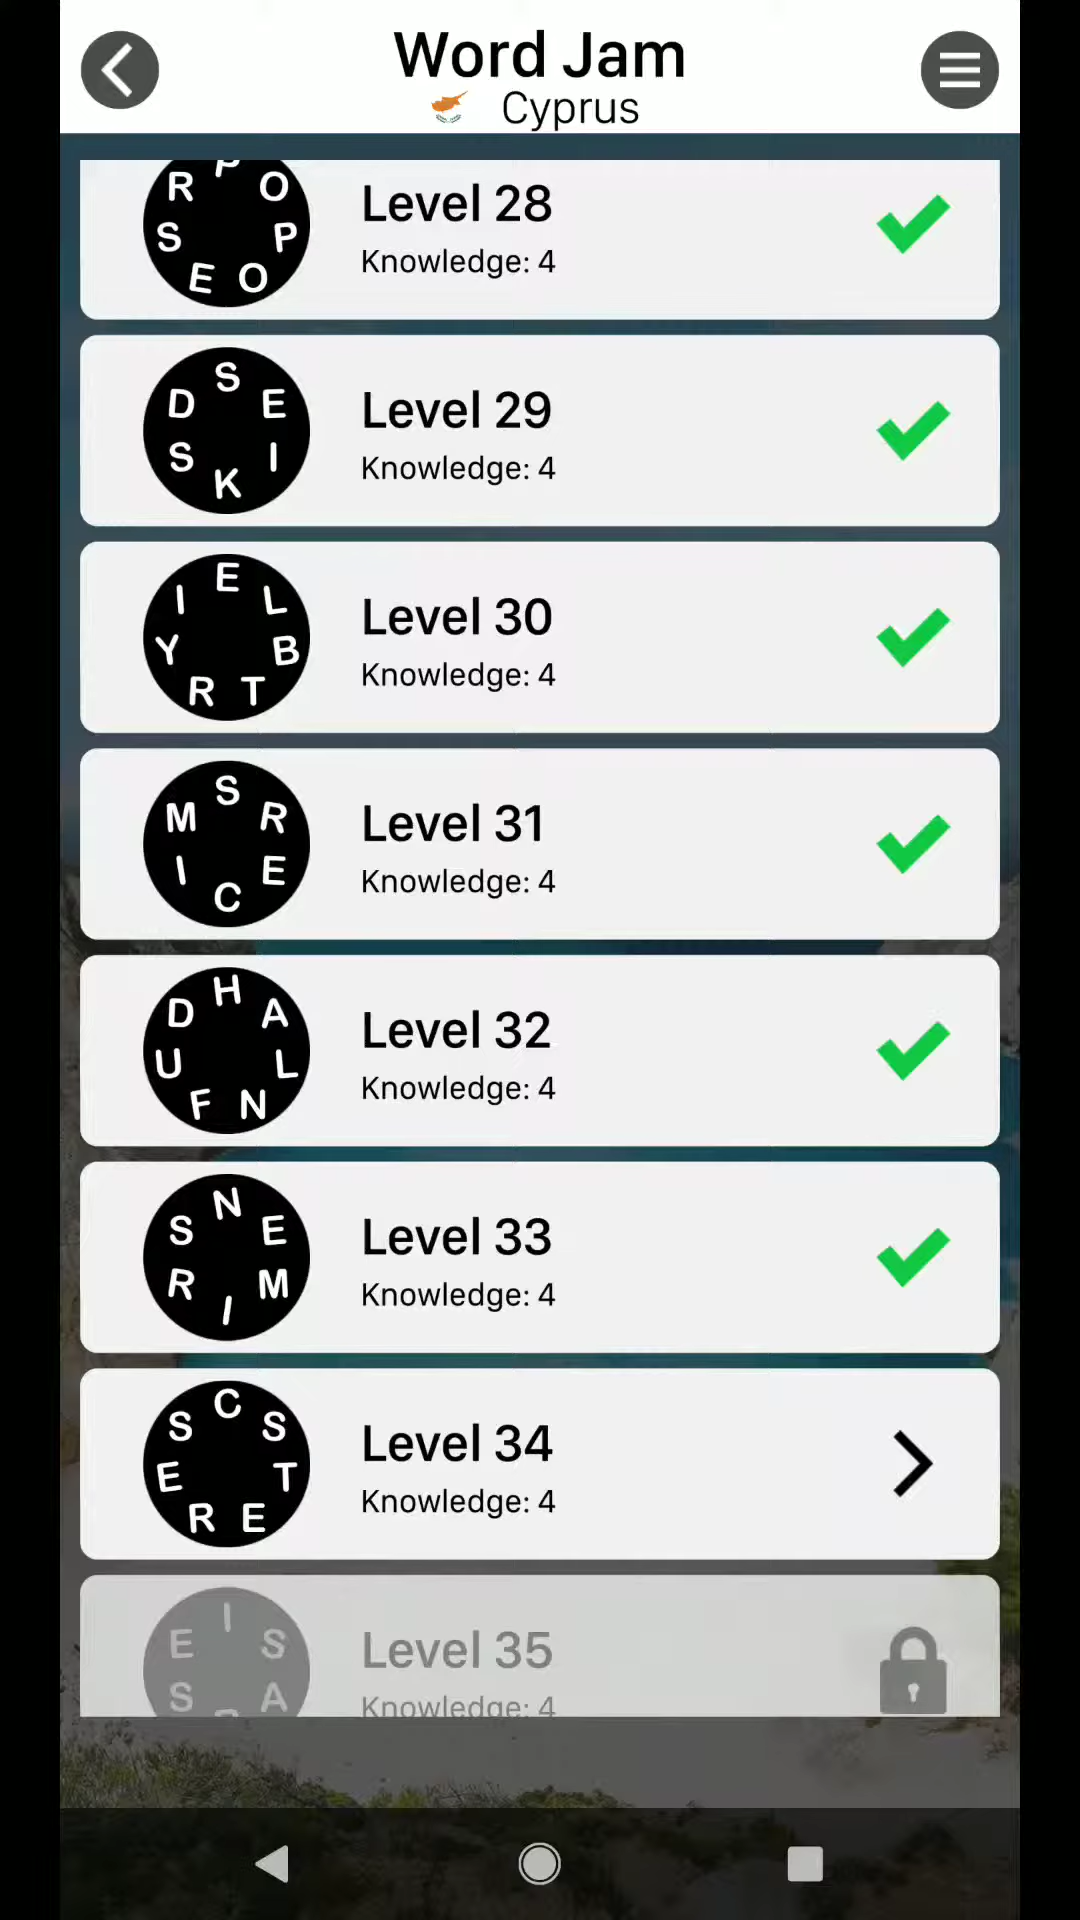 Word Jam
Cyprus
R P O
S P
E O
Level 28
Knowledge: 4
S
D E
S I
K
Level 29
Knowledge: 4
E
I L
Y B
R T
Level 30
Knowledge: 4
S
M R
I E
C
Level 31
Knowledge: 4
H
D A
U L
F N
Level 32
Knowledge: 4
N
S E
R M
I
Level 33
Knowledge: 4
C
S S
E T
R E
Level 34
Knowledge: 4
I
E S
S A
Level 35
Knowledge: 4